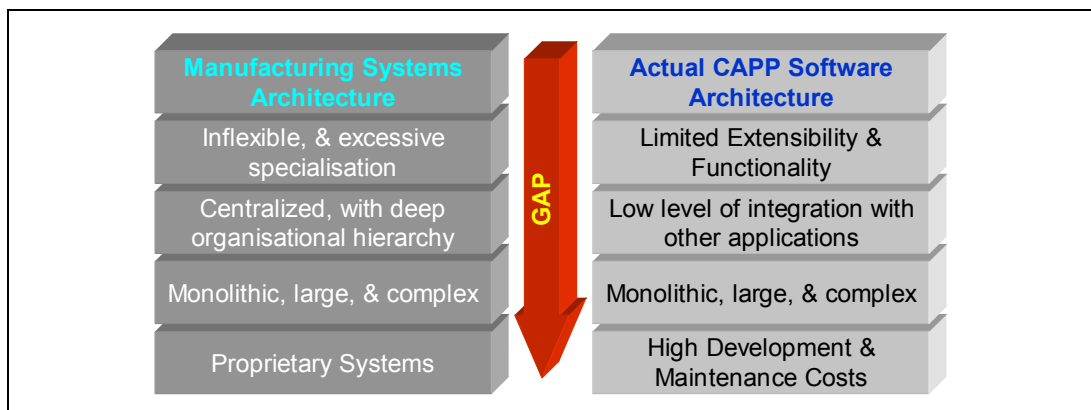 Manufacturing Systems
Architecture
Inflexible, & excessive
specialisation
Centralized, with deep
organisational hierarchy
Monolithic, large, & complex
Proprietary Systems
GAP
Actual CAPP Software
Architecture
Limited Extensibility &
Functionality
Low level of integration with
other applications
Monolithic, large, & complex
High Development &
Maintenance Costs